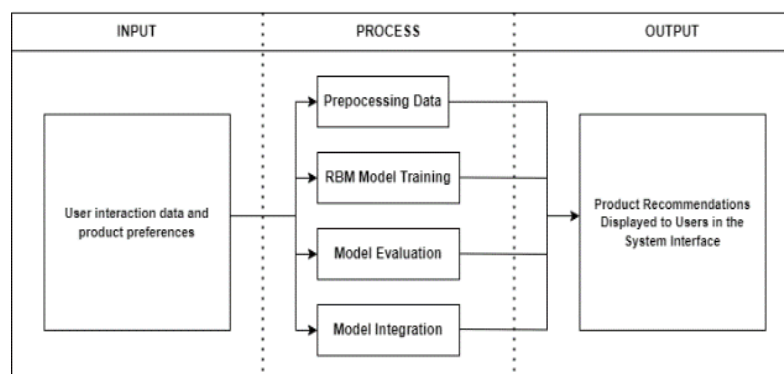 INPUT
PROCESS
OUTPUT
User interaction data and
product preferences
Prepocessing Data
RBM Model Training
Model Evaluation
Model Integration
Product Recommendations
Displayed to Users in the
System Interface